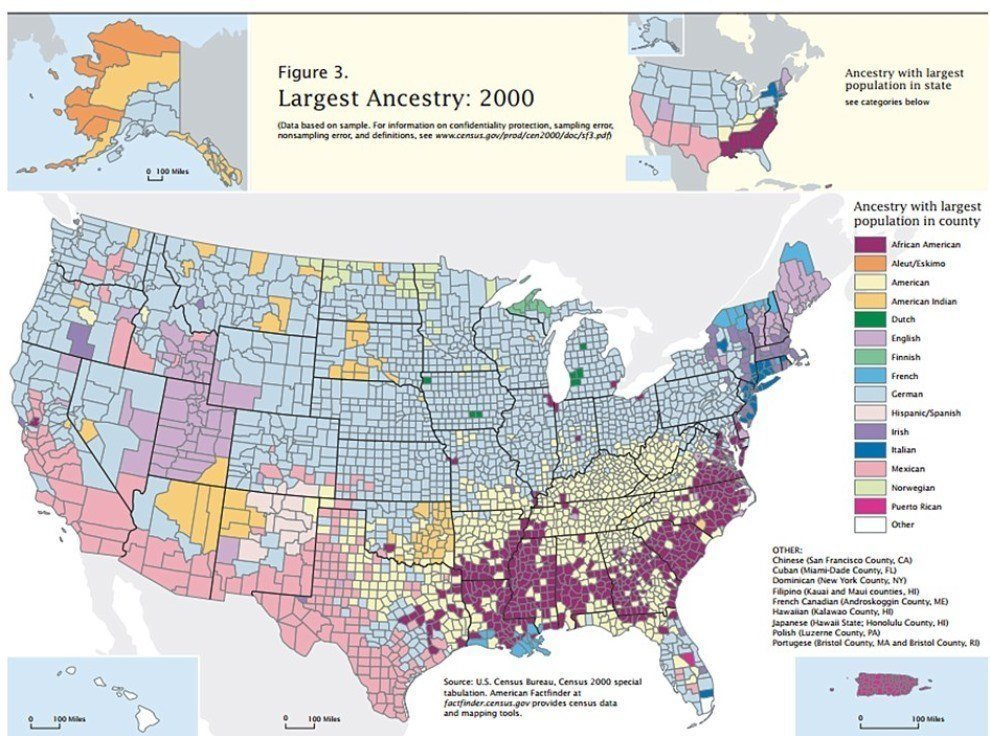 Figure 3.
Largest Ancestry: 2000
(Data based on sample. For information on confidentiality protection, sampling error,
nonsampling error, and definitions, see www.census.gov/prod/cen2000/doc/sf3.pdf)
Ancestry with largest
population in state
see categories below
0 100 Miles
Ancestry with largest
population in county
African American
Aleut/Eskimo
American
American Indian
Dutch
English
Finnish
French
German
Hispanic/Spanish
Irish
Italian
Mexican
Norwegian
Puerto Rican
Other
OTHER:
Chinese (San Francisco County, CA)
Cuban (Miami-Dade County, FL)
Dominican (New York County, NY)
Filipino (Kauai and Maui counties, HI)
French Canadian (Androskoggin County, ME)
Hawaiian (Kalawao County, HI)
Japanese (Hawaii State; Honolulu County, HI)
Polish (Luzerne County, PA)
Portuguese (Bristol County, MA and Bristol County, RI)
Source: U.S. Census Bureau, Census 2000 special
tabulation. American Factfinder at
factfinder.census.gov provides census data
and mapping tools.
0 100 Miles
0 100 Miles
0 100 Miles